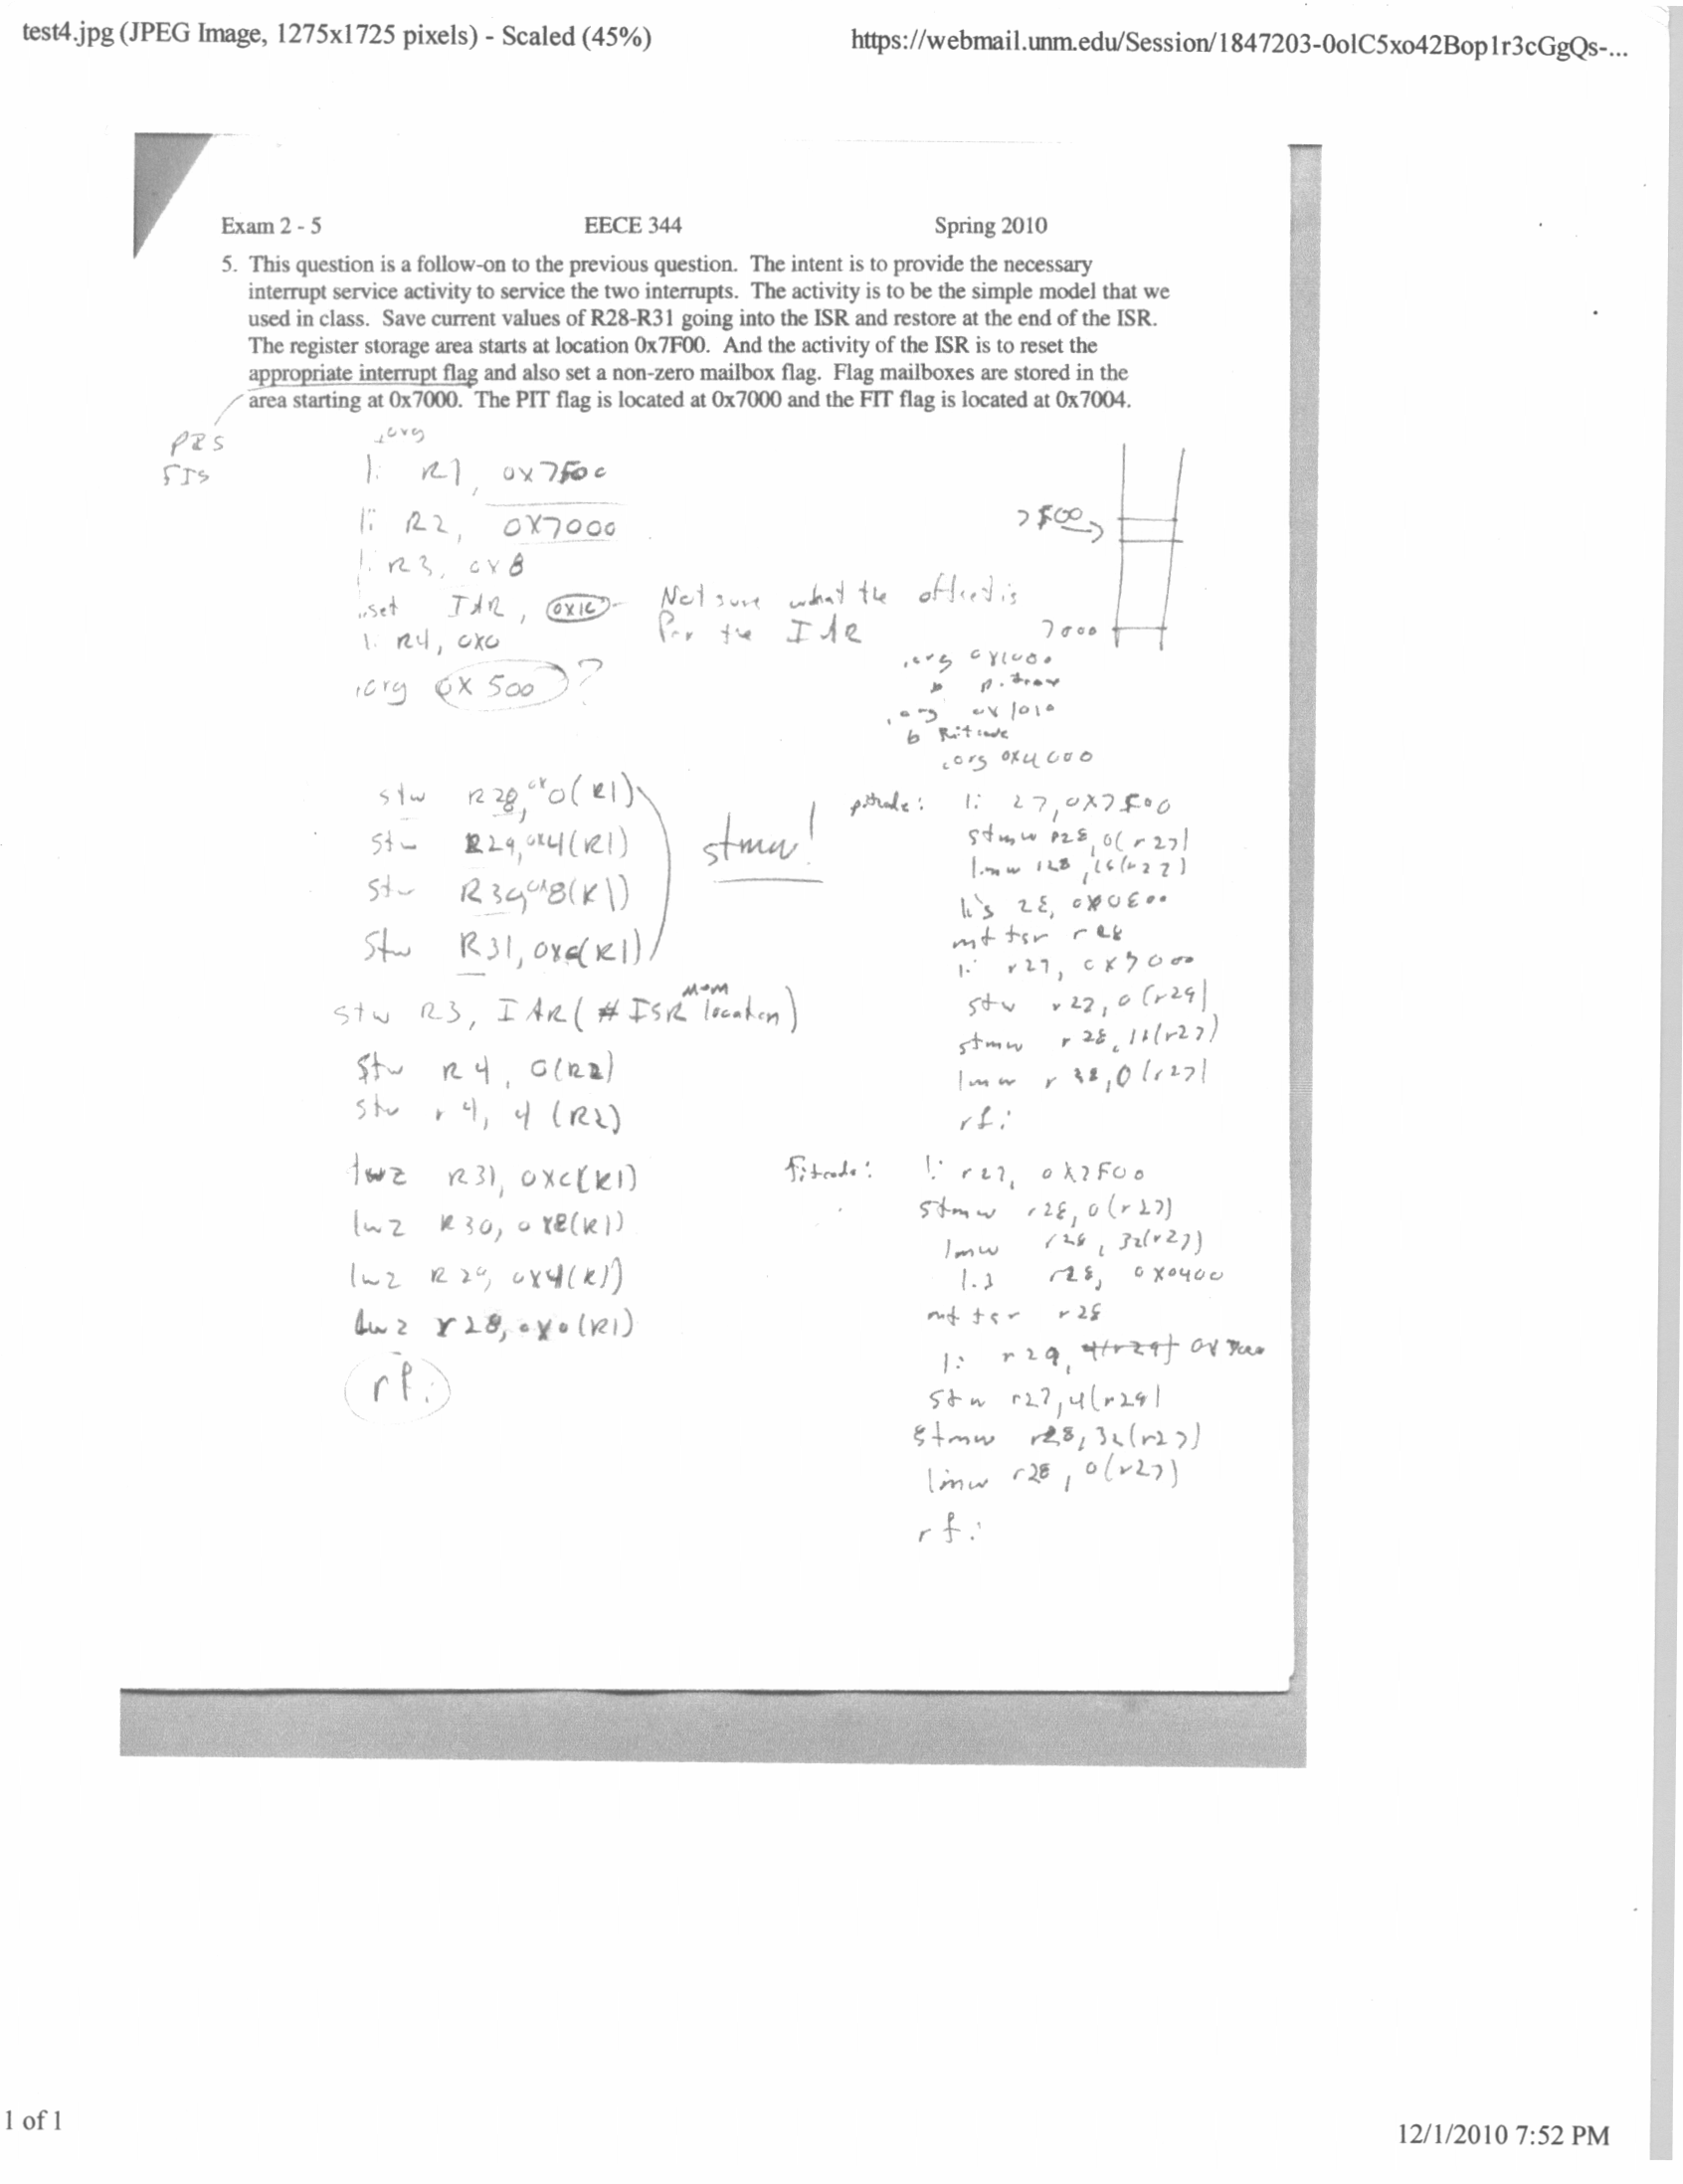 test4.jpg (JPEG Image, 1275x1725 pixels) - Scaled (45%)
https://webmail.unm.edu/Session/1847203-0olC5xo42Bop1r3cGgQs-...
Exam 2 - 5
EECE 344
Spring 2010
5. This question is a follow-on to the previous question. The intent is to provide the necessary
interrupt service activity to service the two interrupts. The activity is to be the simple model that we
used in class. Save current values of R28-R31 going into the ISR and restore at the end of the ISR.
The register storage area starts at location 0x7F00. And the activity of the ISR is to reset the
appropriate interrupt flag and also set a non-zero mailbox flag. Flag mailboxes are stored in the
area starting at 0x7000. The PIT flag is located at 0x7000 and the FIT flag is located at 0x7004.
.org
li R1, 0x7F00
li R2, 0X7000
li R3, 0x8
.set IAR,
Not sure what the offset is
for the IAR
li R4, 0x0
.org 0X 500 ?
stw R28, 0x0(R1)
stw R29, 0x4(R1)
stw R30, 0x8(R1)
stw R31, 0xc(R1)
stmw!
stw R3, IAR( # ISR Mem location)
stw R4, 0(R2)
stw r4, 4 (R2)
lwz R31, 0xc(R1)
lwz R30, 0x8(R1)
lwz R29, 0x4(R1)
lwz r28, 0x0(R1)
rfi
7F00
7000
.org 0x1000
b
.org 0x1010
b
.org 0x4000
pitcode: li 27, 0X7F00
stmw r28, 0(r27)
lmw r28, 16(r27)
lis 28,
mttsr r28
li r29, 0x7000
stw r27, 0(r29)
stmw r28, 16(r27)
lmw r28, 0(r27)
rfi
fitcode: li r27, 0X7F00
stmw r28, 0(r27)
lmw r28, 32(r27)
lis r28, 0x0400
mttsr r28
li r29, 0x7000
stw r27, 4(r29)
stmw r28, 32(r27)
lmw r28, 0(r27)
rfi
1 of 1
12/1/2010 7:52 PM